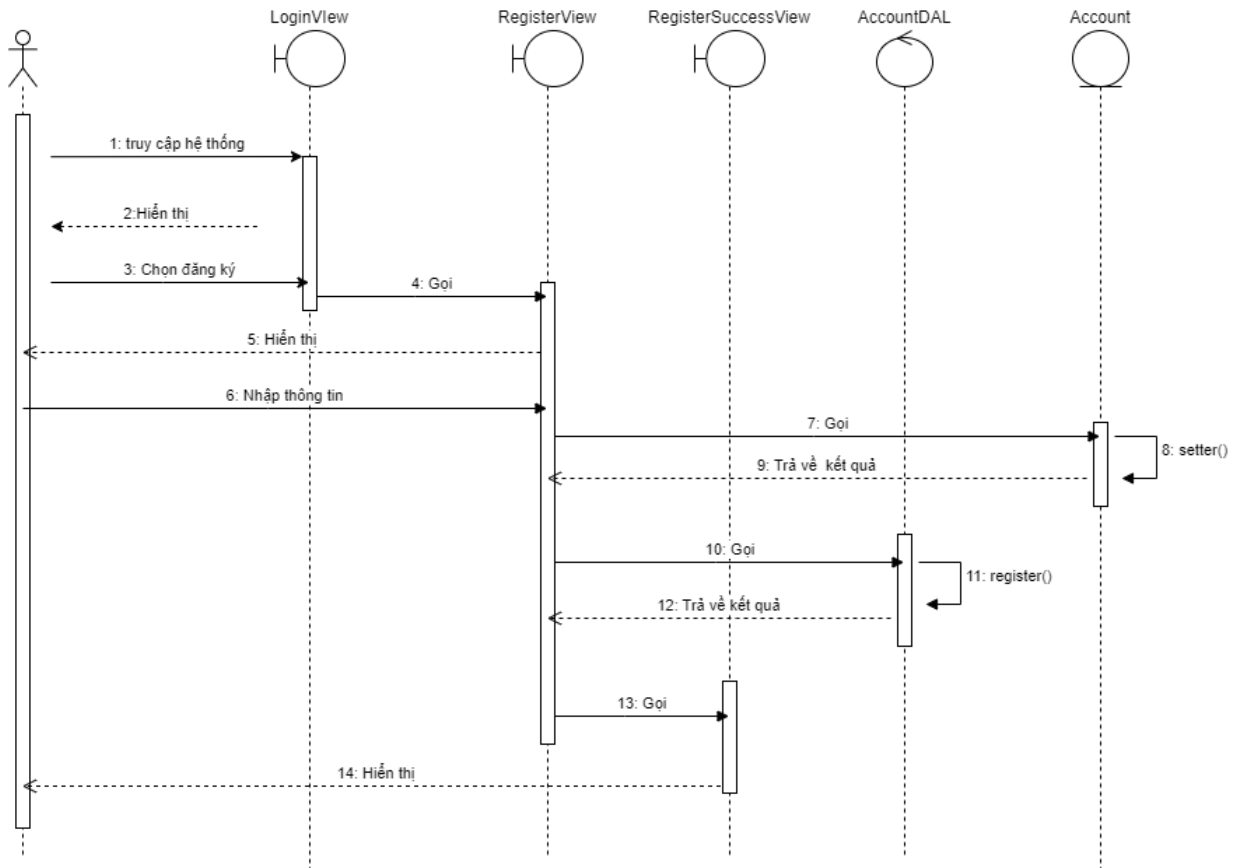 LoginVIew
RegisterView
RegisterSuccessView
AccountDAL
Account
1: truy cập hệ thống
2:Hiển thị
3: Chọn đăng ký
4: Gọi
5: Hiển thị
6: Nhập thông tin
7: Gọi
8: setter()
9: Trả về kết quả
10: Gọi
11: register()
12: Trả về kết quả
13: Gọi
14: Hiển thị